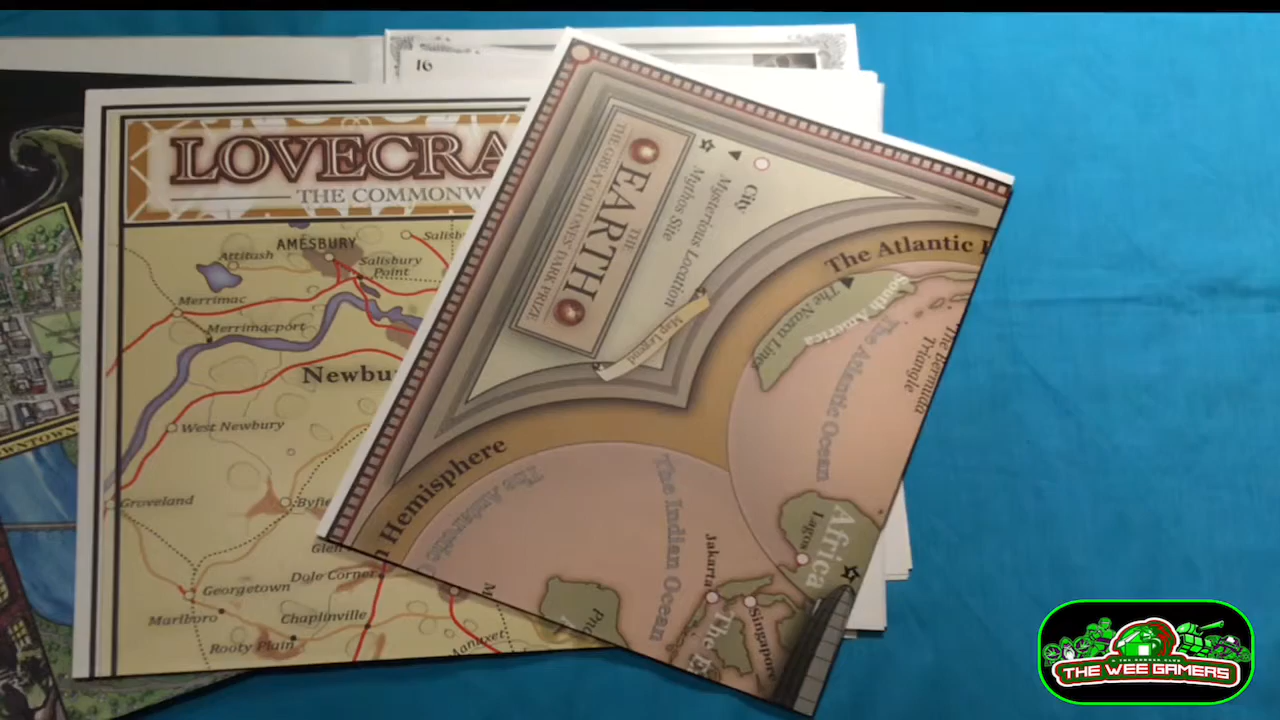 16
LOVECRA
THE COMMONW
AMESBURY
Attitash
Salisbury
Point
Merrimac
Merrimacport
Newbu
West Newbury
Groveland
Georgetown
Dole Corner
Marlboro
Chaplinville
Rooty Plain
City
Mysterious Location
Mythos Site
THE
EARTH
THE GREAT OLD ONES' DARK PRIZE
Map Legend
The Atlantic
Hemisphere
The Nazca Lines
South America
The Atlantic Ocean
The Bermuda
Triangle
The Antarctic
The Indian Ocean
Africa
Lagos
Jakarta
Singapore
THE WEE GAMERS